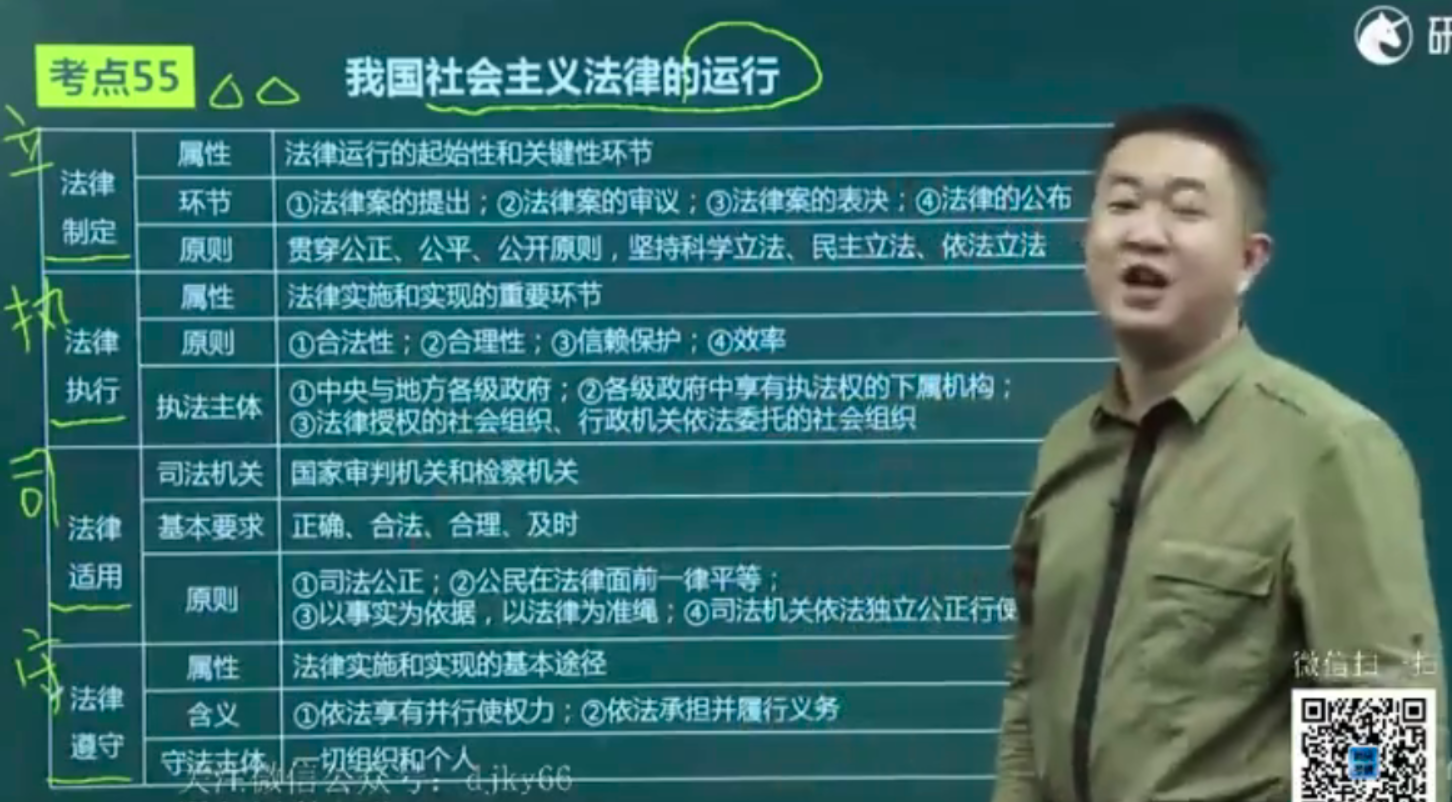 研
考点55 我国社会主义法律的运行
立
法律制定
属性 法律运行的起始性和关键性环节
环节 ①法律案的提出；②法律案的审议；③法律案的表决；④法律的公布
原则 贯穿公正、公平、公开原则，坚持科学立法、民主立法、依法立法
执
法律执行
属性 法律实施和实现的重要环节
原则 ①合法性；②合理性；③信赖保护；④效率
执法主体 ①中央与地方各级政府；②各级政府中享有执法权的下属机构；
③法律授权的社会组织、行政机关依法委托的社会组织
司
法律适用
司法机关 国家审判机关和检察机关
基本要求 正确、合法、合理、及时
原则 ①司法公正；②公民在法律面前一律平等；
③以事实为依据，以法律为准绳；④司法机关依法独立公正行使
守
法律遵守
属性 法律实施和实现的基本途径
含义 ①依法享有并行使权力；②依法承担并履行义务
守法主体 一切组织和个人
关注微信公众号：djky66
微信扫一扫